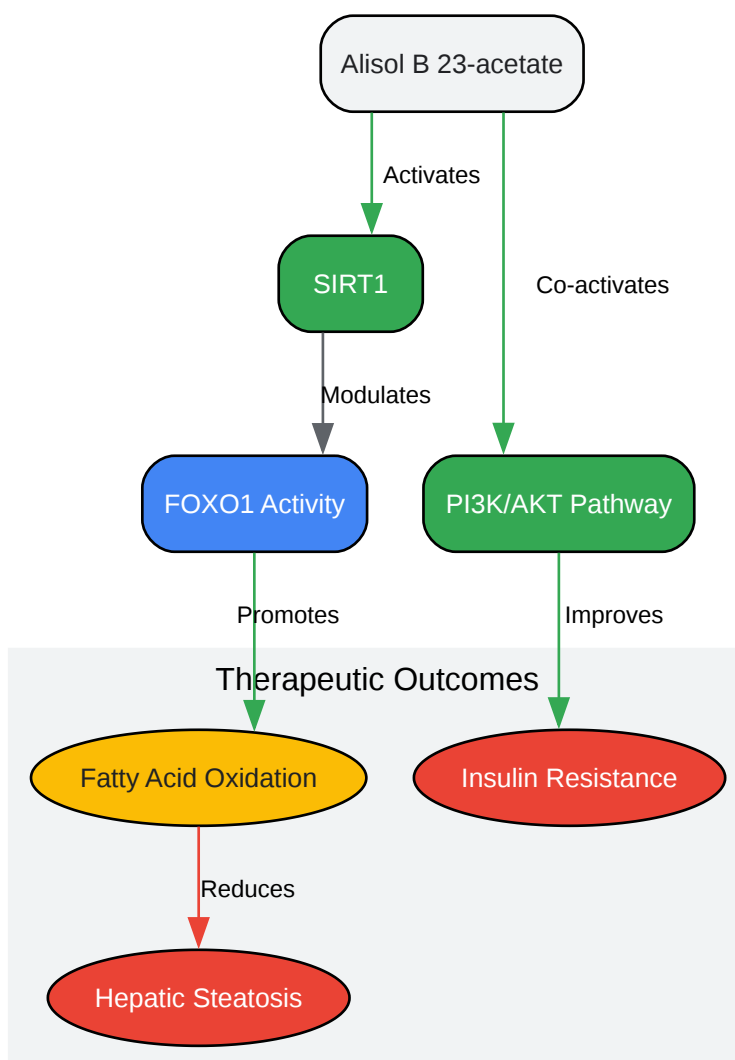 Alisol B 23-acetate
Activates
SIRT1
Co-activates
Modulates
FOXO1 Activity
PI3K/AKT Pathway
Promotes
Improves
Therapeutic Outcomes
Fatty Acid Oxidation
Insulin Resistance
Reduces
Hepatic Steatosis